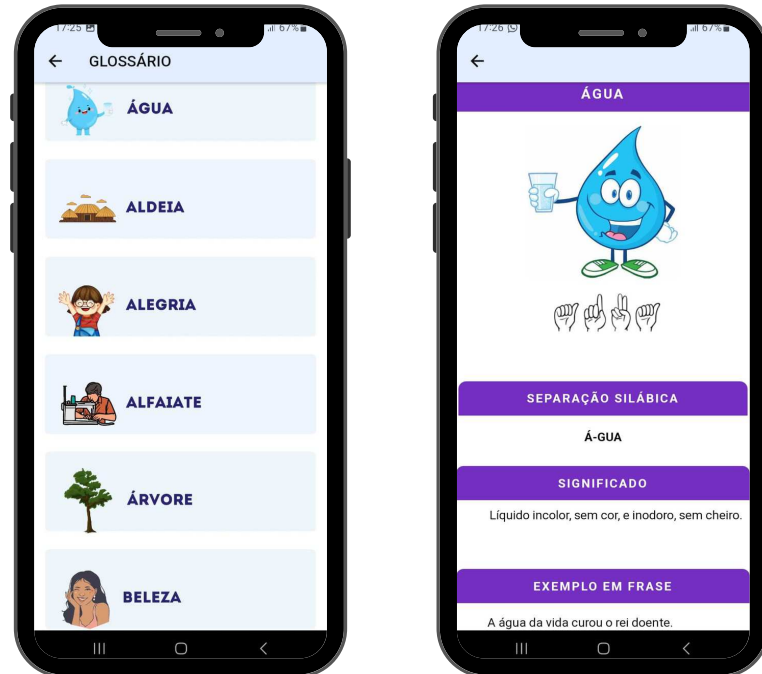 17:25
67%
GLOSSÁRIO
ÁGUA
ALDEIA
ALEGRIA
ALFAIATE
ÁRVORE
BELEZA
17:26
67%
ÁGUA
SEPARAÇÃO SILÁBICA
Á-GUA
SIGNIFICADO
Líquido incolor, sem cor, e inodoro, sem cheiro.
EXEMPLO EM FRASE
A água da vida curou o rei doente.